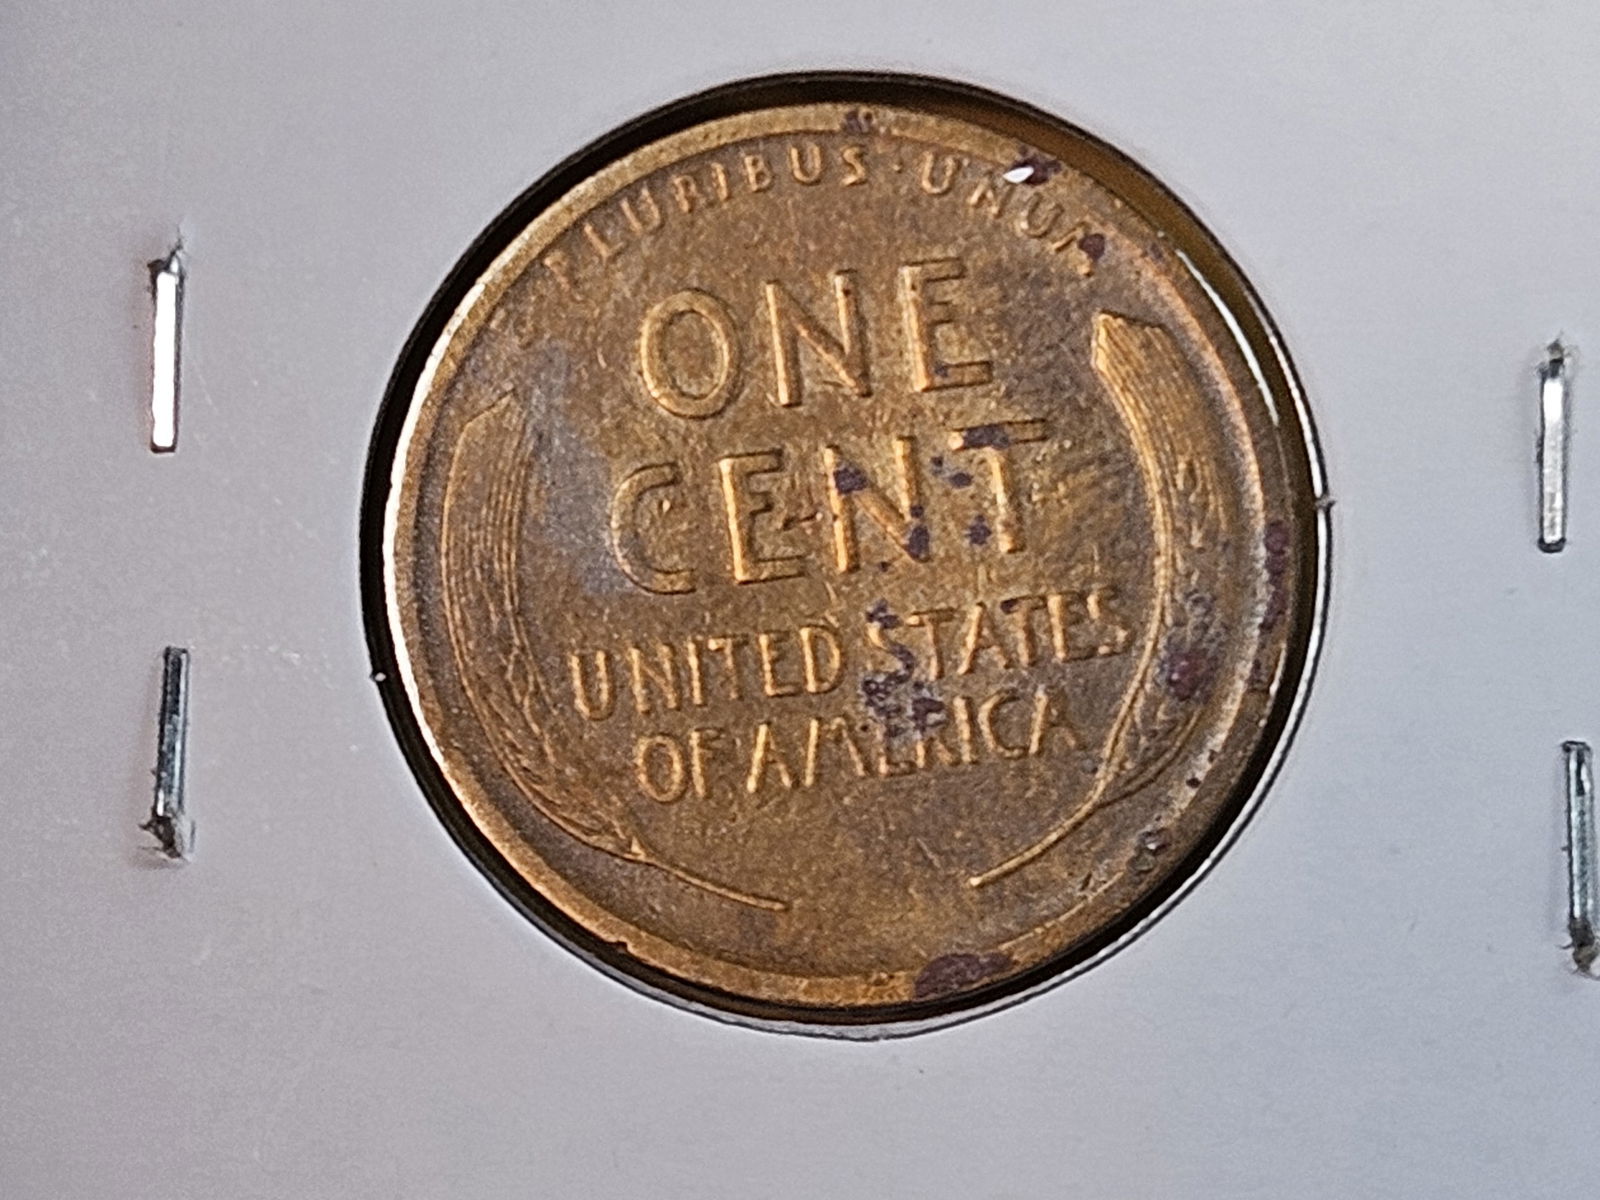 PLURIBUS · UNUM
ONE
CENT
UNITED STATES
OF AMERICA